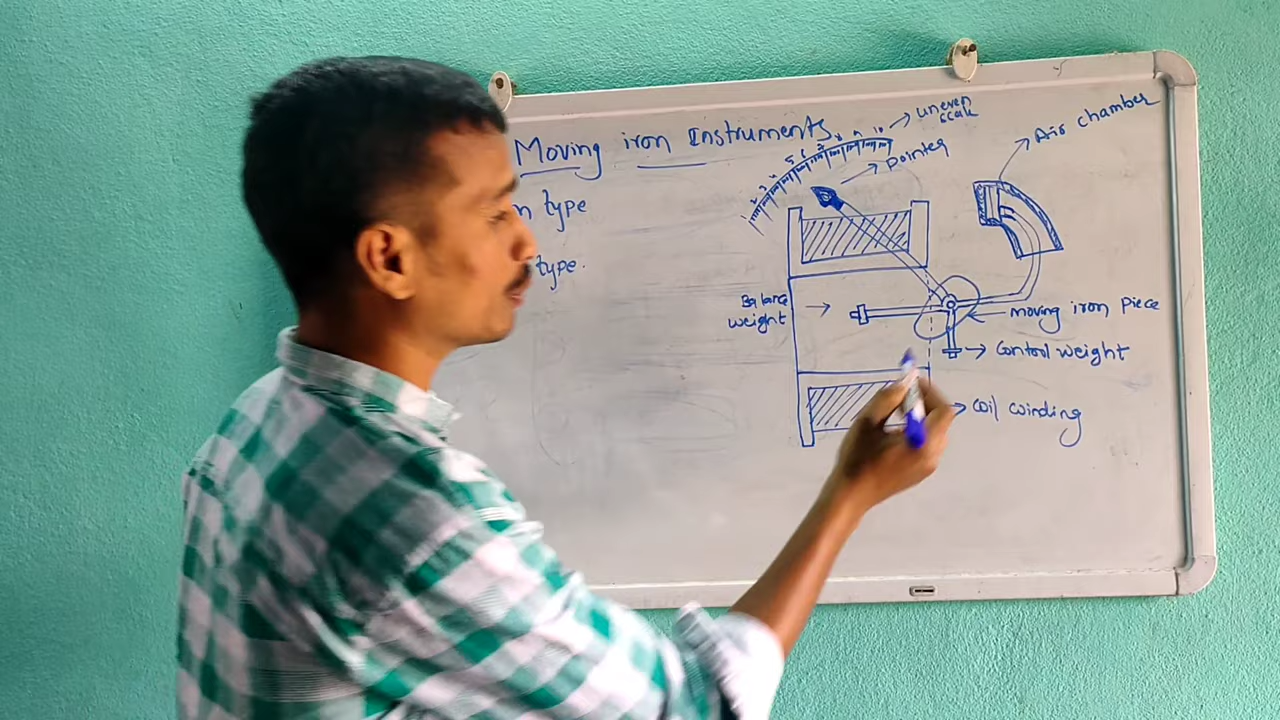 Moving iron Instruments
n type
type.
uneven
scale
Pointer
Air chamber
Balance
weight
moving iron piece
Control weight
Coil winding